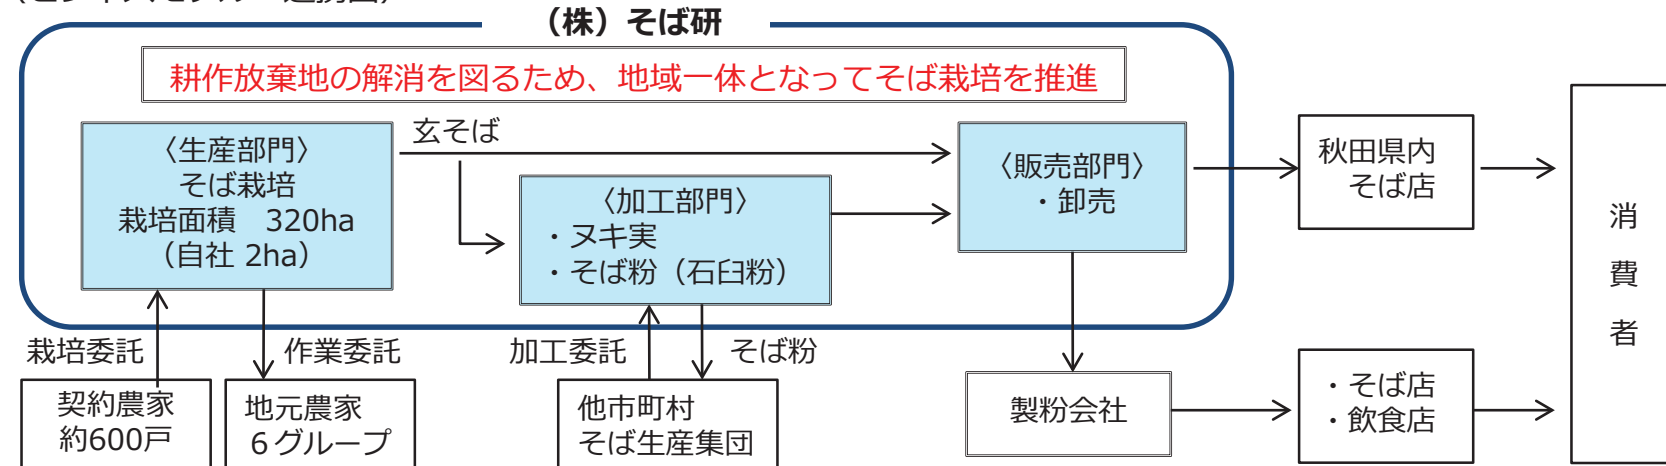 （株）そば研
耕作放棄地の解消を図るため、地域一体となってそば栽培を推進
〈生産部門〉
そば栽培
栽培面積　320ha
（自社 2ha）
玄そば
〈加工部門〉
・ヌキ実
・そば粉（石臼粉）
〈販売部門〉
・卸売
秋田県内
そば店
消費者
栽培委託
作業委託
加工委託
そば粉
契約農家
約600戸
地元農家
６グループ
他市町村
そば生産集団
製粉会社
・そば店
・飲食店